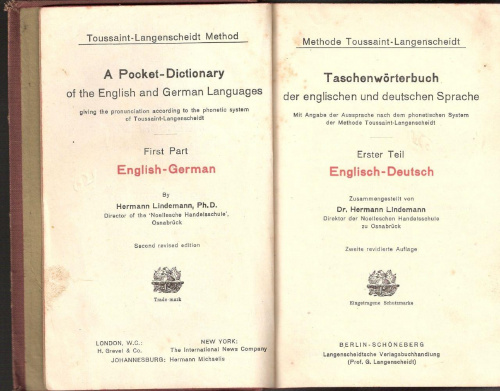 Toussaint-Langenscheidt Method
A Pocket-Dictionary
of the English and German Languages
giving the pronunciation according to the phonetic system
of Toussaint-Langenscheidt
First Part
English-German
By
Hermann Lindemann, Ph.D.
Director of the 'Noellesche Handelsschule',
Osnabrück
Second revised edition
Trade-mark
LONDON, W.C.:
H. Grevel & Co.
NEW YORK:
The International News Company
JOHANNESBURG: Hermann Michaelis
Methode Toussaint-Langenscheidt
Taschenwörterbuch
der englischen und deutschen Sprache
Mit Angabe der Aussprache nach dem phonetischen System
der Methode Toussaint-Langenscheidt
Erster Teil
Englisch-Deutsch
Zusammengestellt von
Dr. Hermann Lindemann
Direktor der Noelleschen Handelsschule
zu Osnabrück
Zweite revidierte Auflage
Eingetragene Schutzmarke
BERLIN-SCHÖNEBERG
Langenscheidtsche Verlagsbuchhandlung
(Prof. G. Langenscheidt)